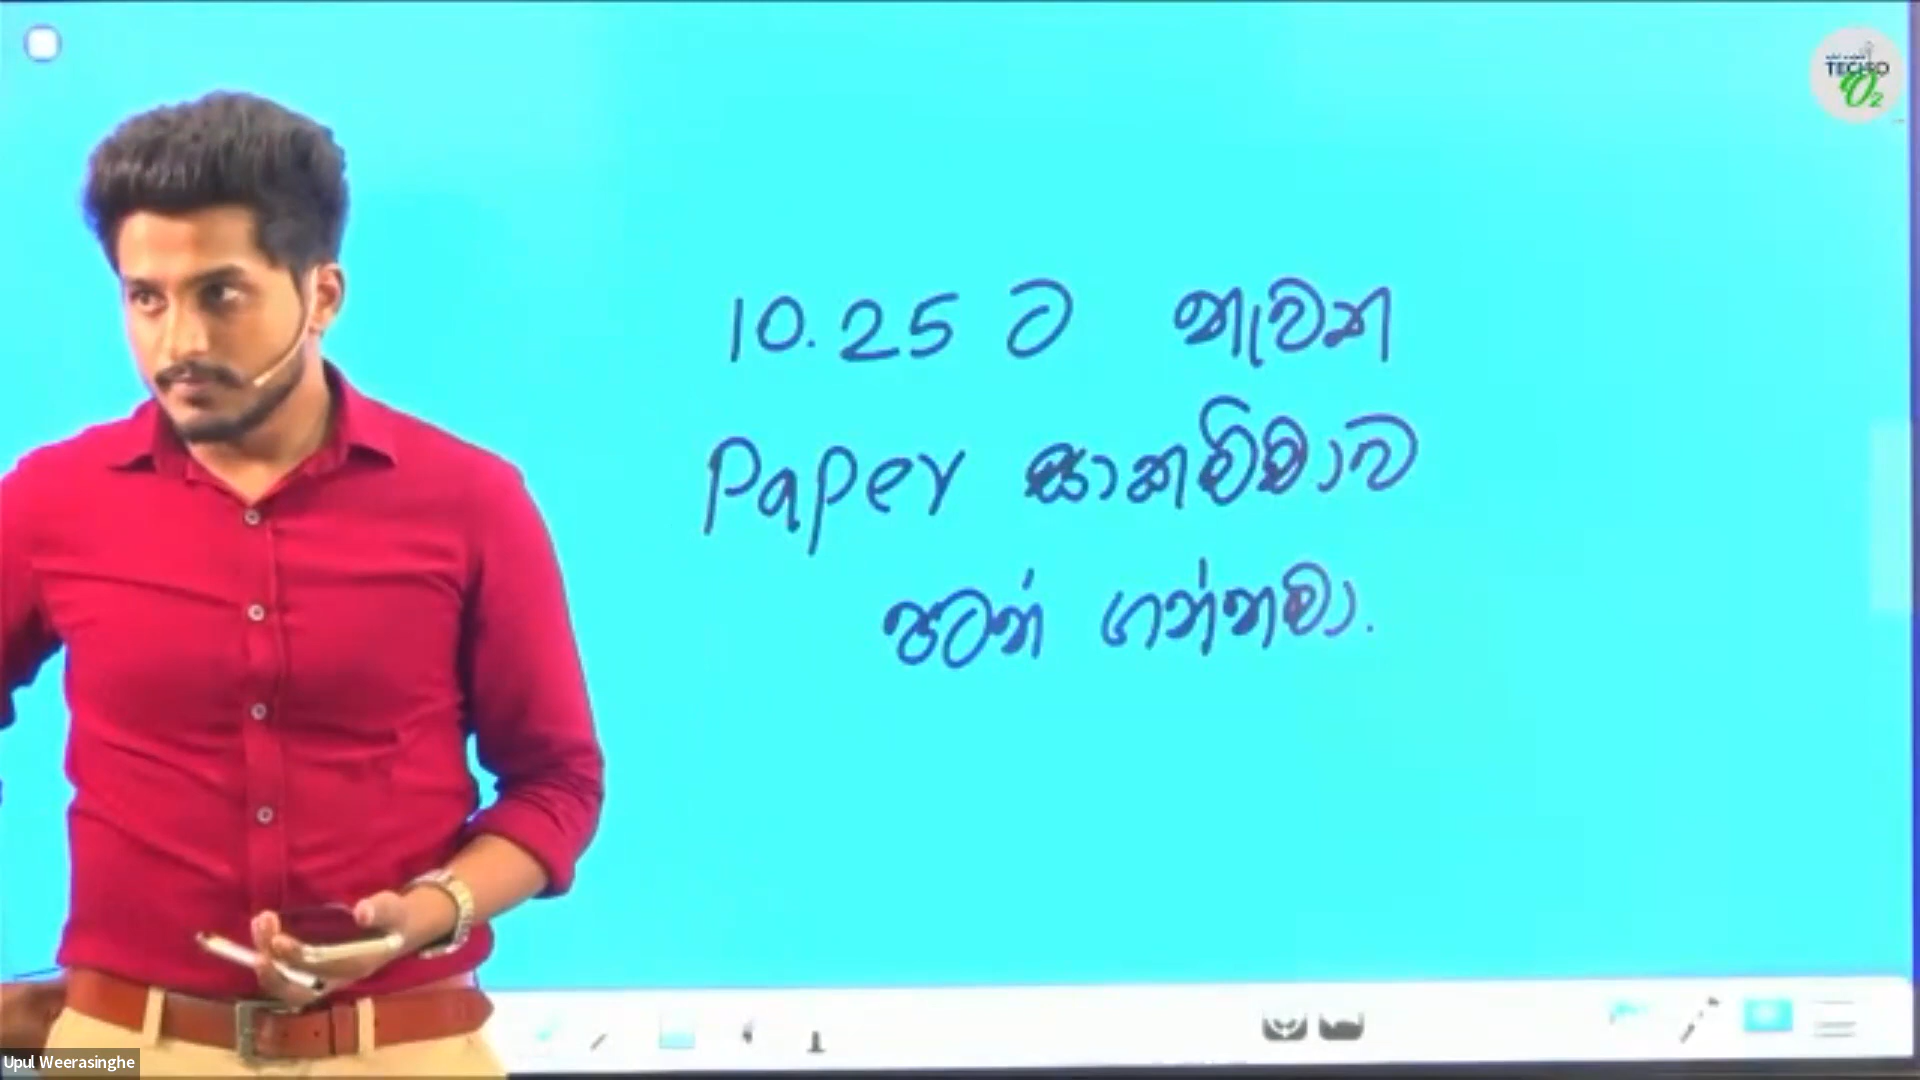 TECHNO
O2
10.25 ට නැවත
Paper සාකච්ඡාව
පටන් ගන්නවා.
Upul Weerasinghe